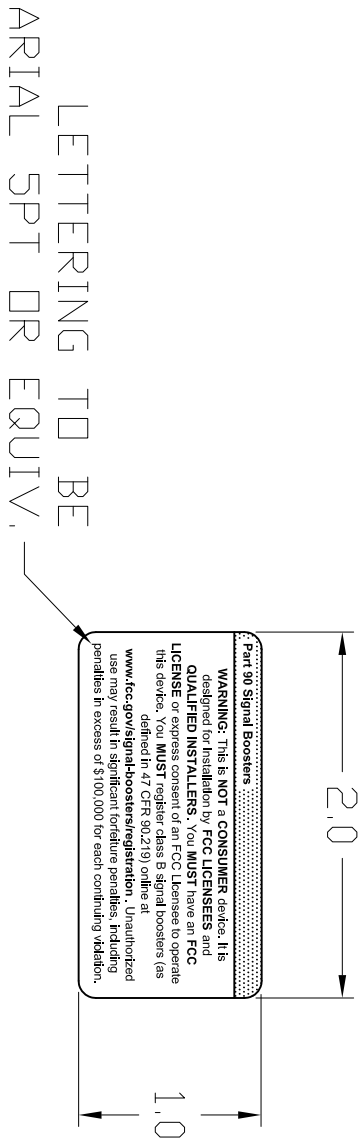 2.0
Part 90 Signal Boosters
WARNING: This is NOT a CONSUMER device. It is
designed for Installation by FCC LICENSEES and
QUALIFIED INSTALLERS. You MUST have an FCC
LICENSE or express consent of an FCC Licensee to operate
this device. You MUST register class B signal boosters (as
defined in 47 CFR 90.219) online at
www.fcc.gov/signal-boosters/registration. Unauthorized
use may result in significant forfeiture penalties, including
penalties in excess of $100,000 for each continuing violation.
1.0
LETTERING TO BE
ARIAL 5PT OR EQUIV.